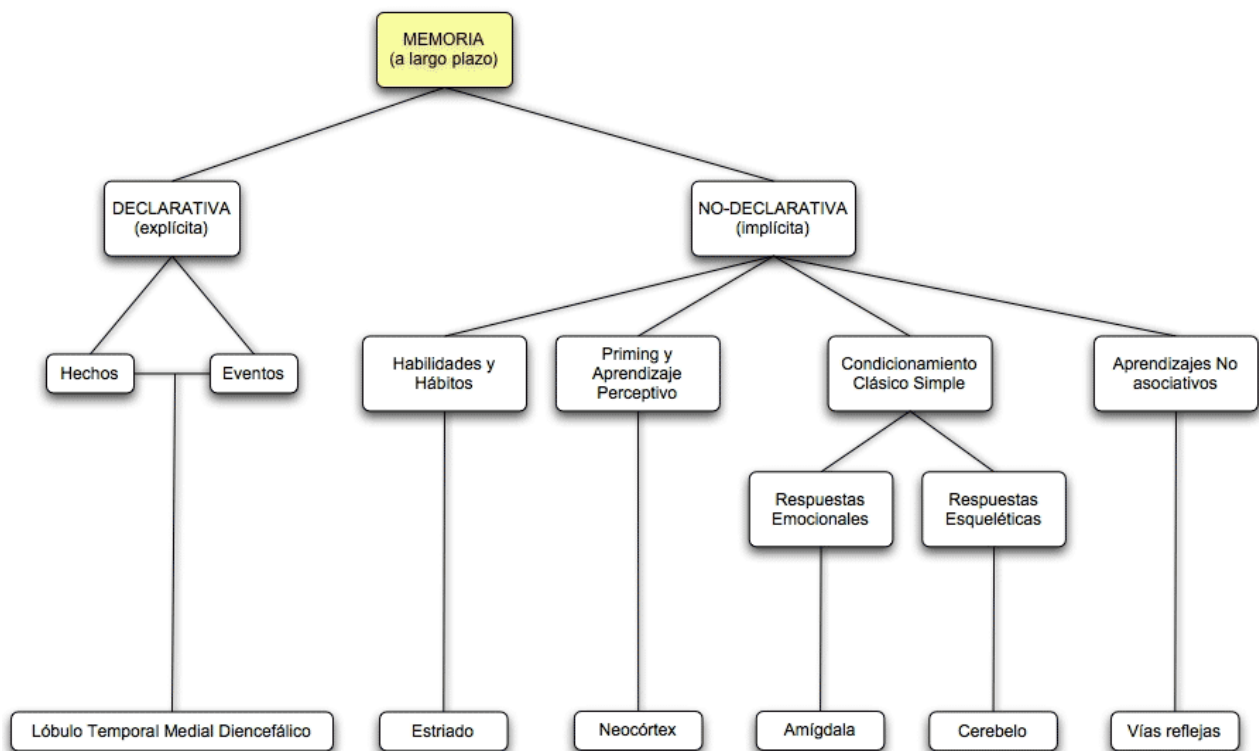 MEMORIA
(a largo plazo)
DECLARATIVA
(explícita)
NO-DECLARATIVA
(implícita)
Hechos
Eventos
Habilidades y
Hábitos
Priming y
Aprendizaje
Perceptivo
Condicionamiento
Clásico Simple
Aprendizajes No
asociativos
Respuestas
Emocionales
Respuestas
Esqueléticas
Lóbulo Temporal Medial Diencefálico
Estriado
Neocórtex
Amígdala
Cerebelo
Vías reflejas